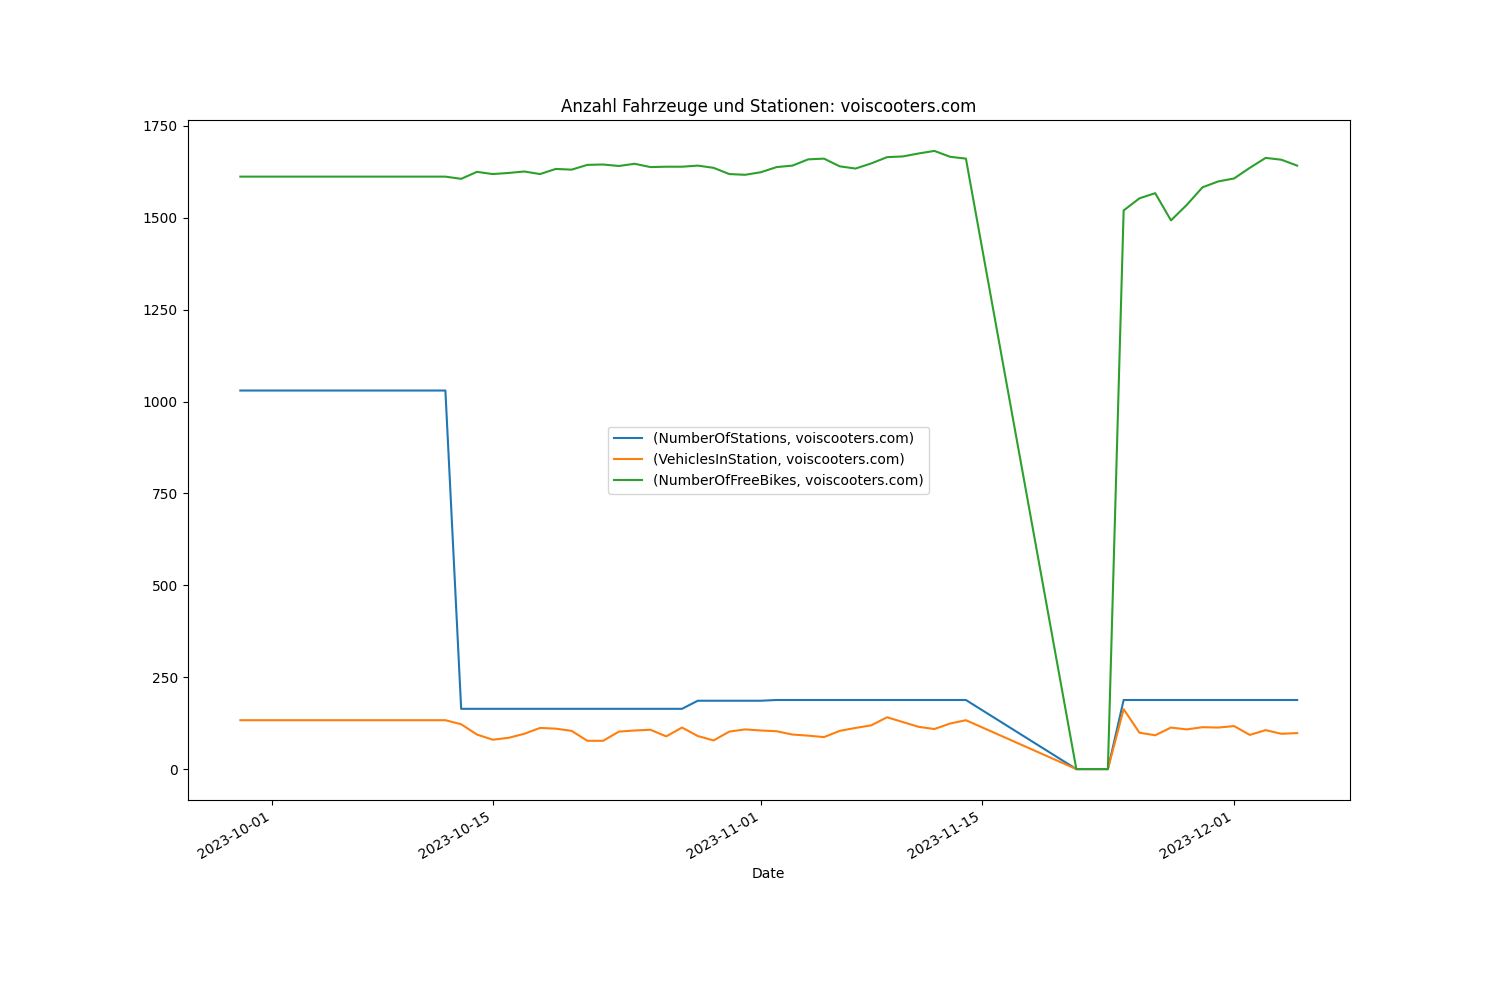 Anzahl Fahrzeuge und Stationen: voiscooters.com
1750
1500
1250
1000
750
500
250
0
(NumberOfStations, voiscooters.com)
(VehiclesInStation, voiscooters.com)
(NumberOfFreeBikes, voiscooters.com)
2023-10-01
2023-10-15
2023-11-01
2023-11-15
2023-12-01
Date